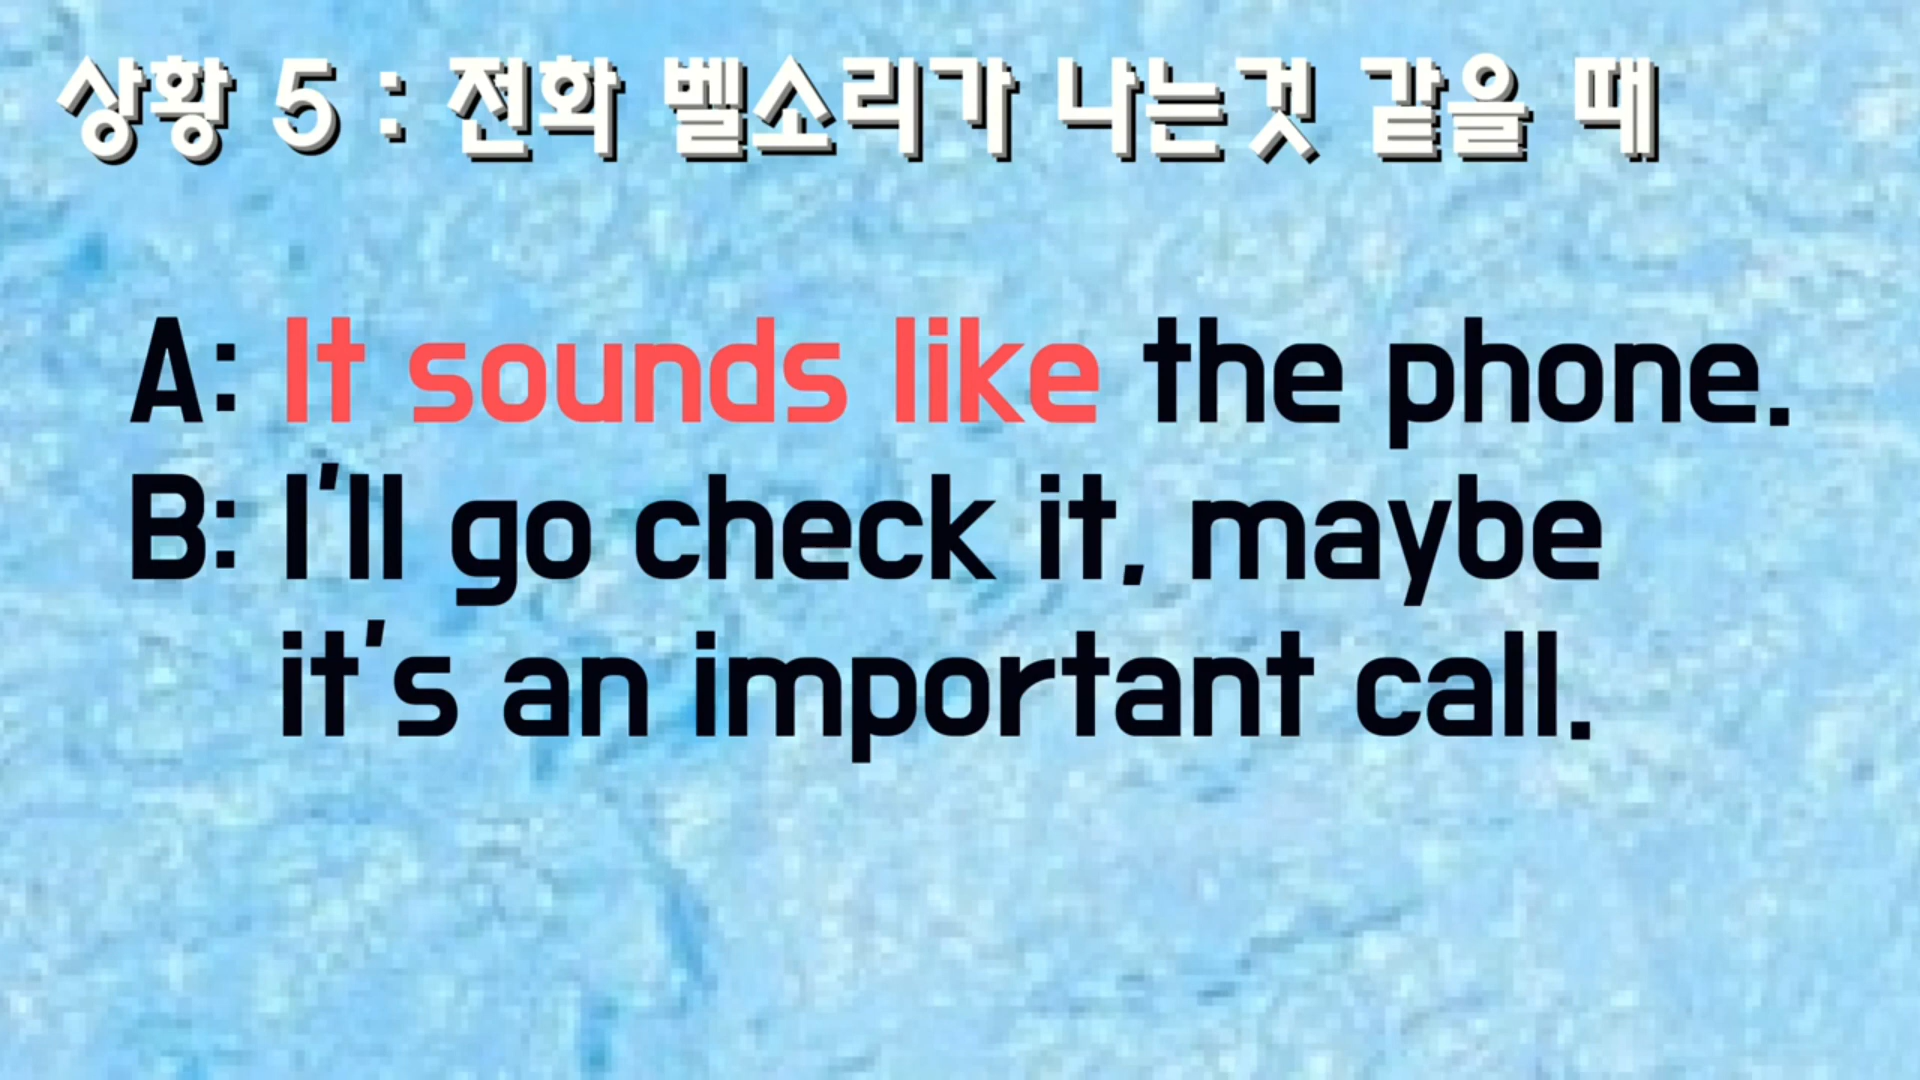 상황 5 : 전화 벨소리가 나는것 같을 때
A: It sounds like the phone.
B: I'll go check it, maybe
it's an important call.